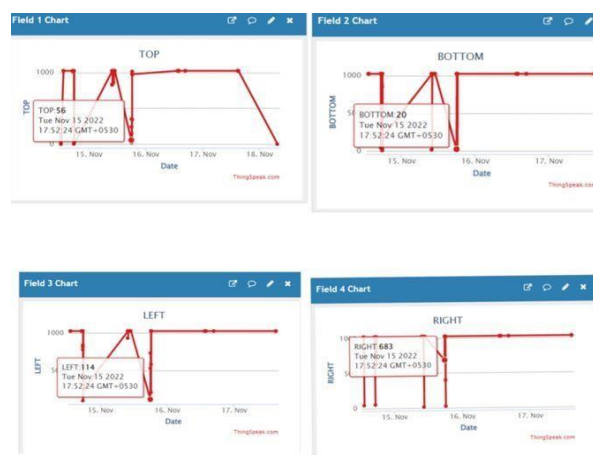 Field 1 Chart
TOP
1000
TOP
TOP:56
Tue Nov 15 2022
17:52:24 GMT+0530
0
15. Nov
16. Nov
17. Nov
18. Nov
Date
ThingSpeak.com
Field 2 Chart
BOTTOM
1000
BOTTOM
BOTTOM:20
Tue Nov 15 2022
17:52:24 GMT+0530
0
15. Nov
16. Nov
17. Nov
Date
ThingSpeak.com
Field 3 Chart
LEFT
1000
LEFT
LEFT:114
Tue Nov 15 2022
17:52:24 GMT+0530
15. Nov
16. Nov
17. Nov
Date
ThingSpeak.com
Field 4 Chart
RIGHT
RIGHT
RIGHT:683
Tue Nov 15 2022
17:52:24 GMT+0530
0
15. Nov
16. Nov
17. Nov
Date
ThingSpeak.com